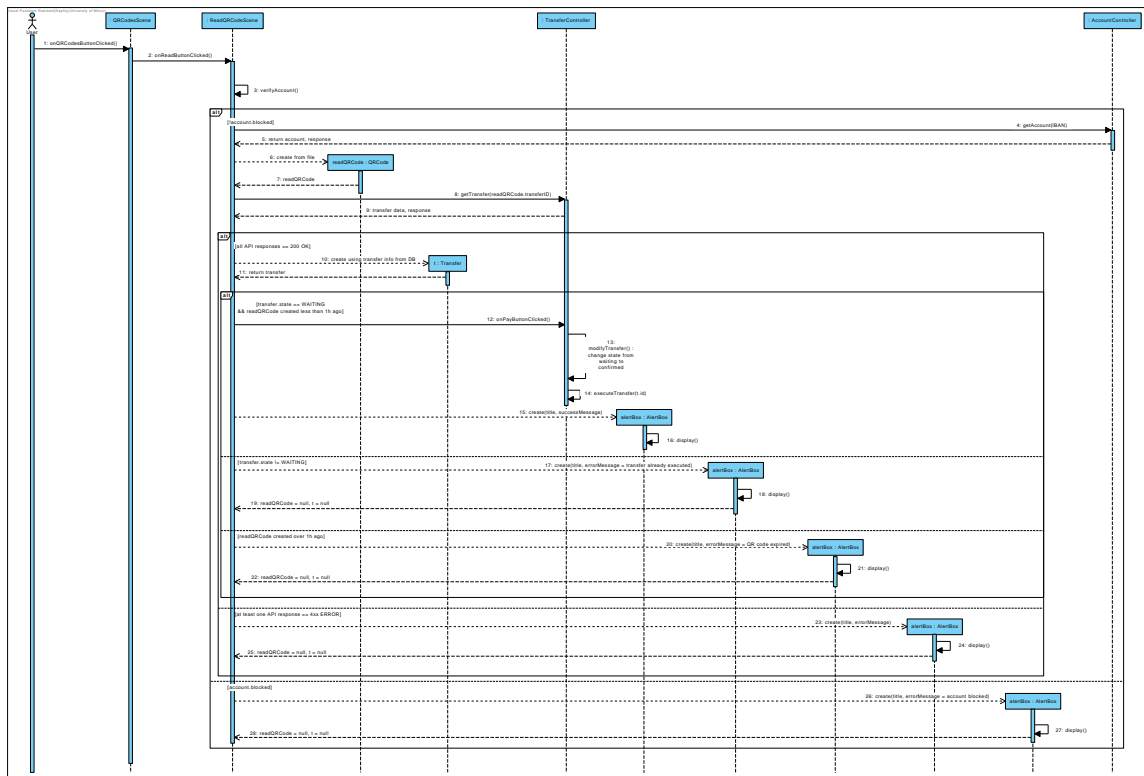 Visual Paradigm Standard(
: QRCodesScene
: ReadQRCodeScene
: TransferController
: AccountController
User
1: onQRCodesButtonClicked()
2: onReadButtonClicked()
3: verifyAccount()
alt
[!account.blocked]
4: getAccount(IBAN)
5: return account, response
6: create from file
readQRCode : QRCode
7: readQRCode
8: getTransfer(readQRCode.transferID)
9: transfer data, response
alt
[all API responses == 200 OK]
10: create using transfer info from DB
t : Transfer
11: return transfer
alt
[transfer.state == WAITING
&& readQRCode created less than 1h ago]
12: onPayButtonClicked()
13:
modifyTransfer() :
change state from
waiting to
confirmed
14: executeTransfer(t.id)
15: create(title, successMessage)
alertBox : AlertBox
16: display()
[transfer.state != WAITING]
17: create(title, errorMessage = transfer already executed)
alertBox : AlertBox
18: display()
19: readQRCode = null, t = null
[readQRCode created over 1h ago]
20: create(title, errorMessage = QR code expired)
alertBox : AlertBox
21: display()
22: readQRCode = null, t = null
[at least one API response == 4xx ERROR]
23: create(title, errorMessage)
alertBox : AlertBox
24: display()
25: readQRCode = null, t = null
[account.blocked]
26: create(title, errorMessage = account blocked)
alertBox : AlertBox
27: display()
28: readQRCode = null, t = null